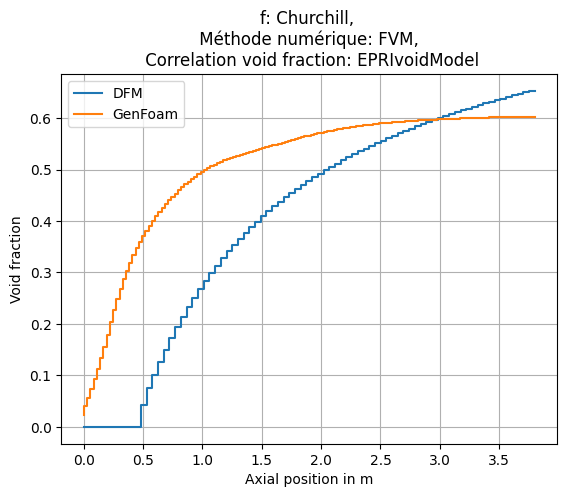 f: Churchill,
Méthode numérique: FVM,
Correlation void fraction: EPRIvoidModel
DFM
GenFoam
Void fraction
0.6
0.5
0.4
0.3
0.2
0.1
0.0
0.0 0.5 1.0 1.5 2.0 2.5 3.0 3.5
Axial position in m